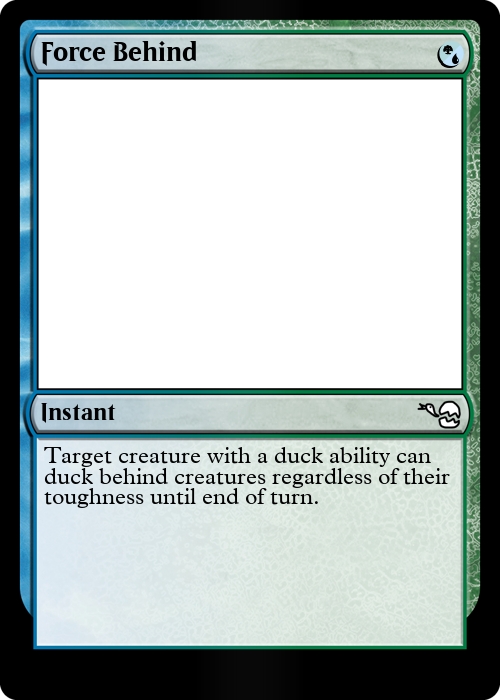 Force Behind
Instant
Target creature with a duck ability can
duck behind creatures regardless of their
toughness until end of turn.